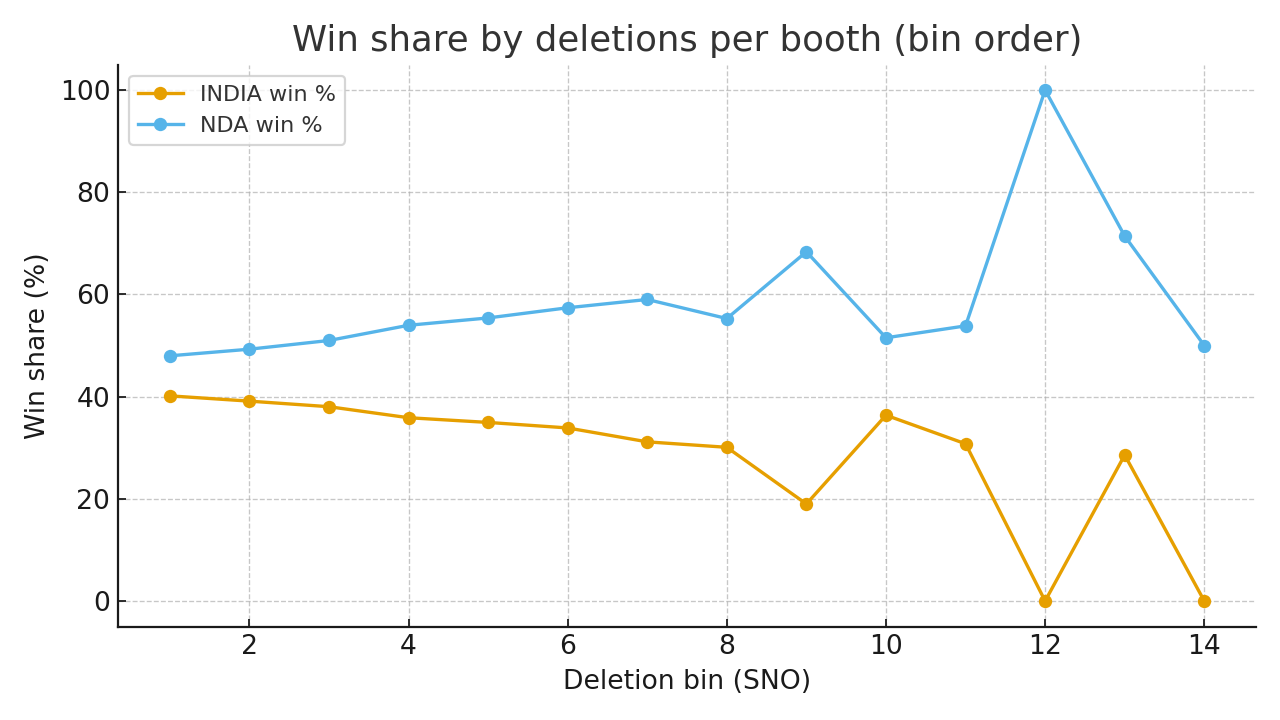 Win share by deletions per booth (bin order)
INDIA win %
NDA win %
Win share (%)
100
80
60
40
20
0
2 4 6 8 10 12 14
Deletion bin (SNO)